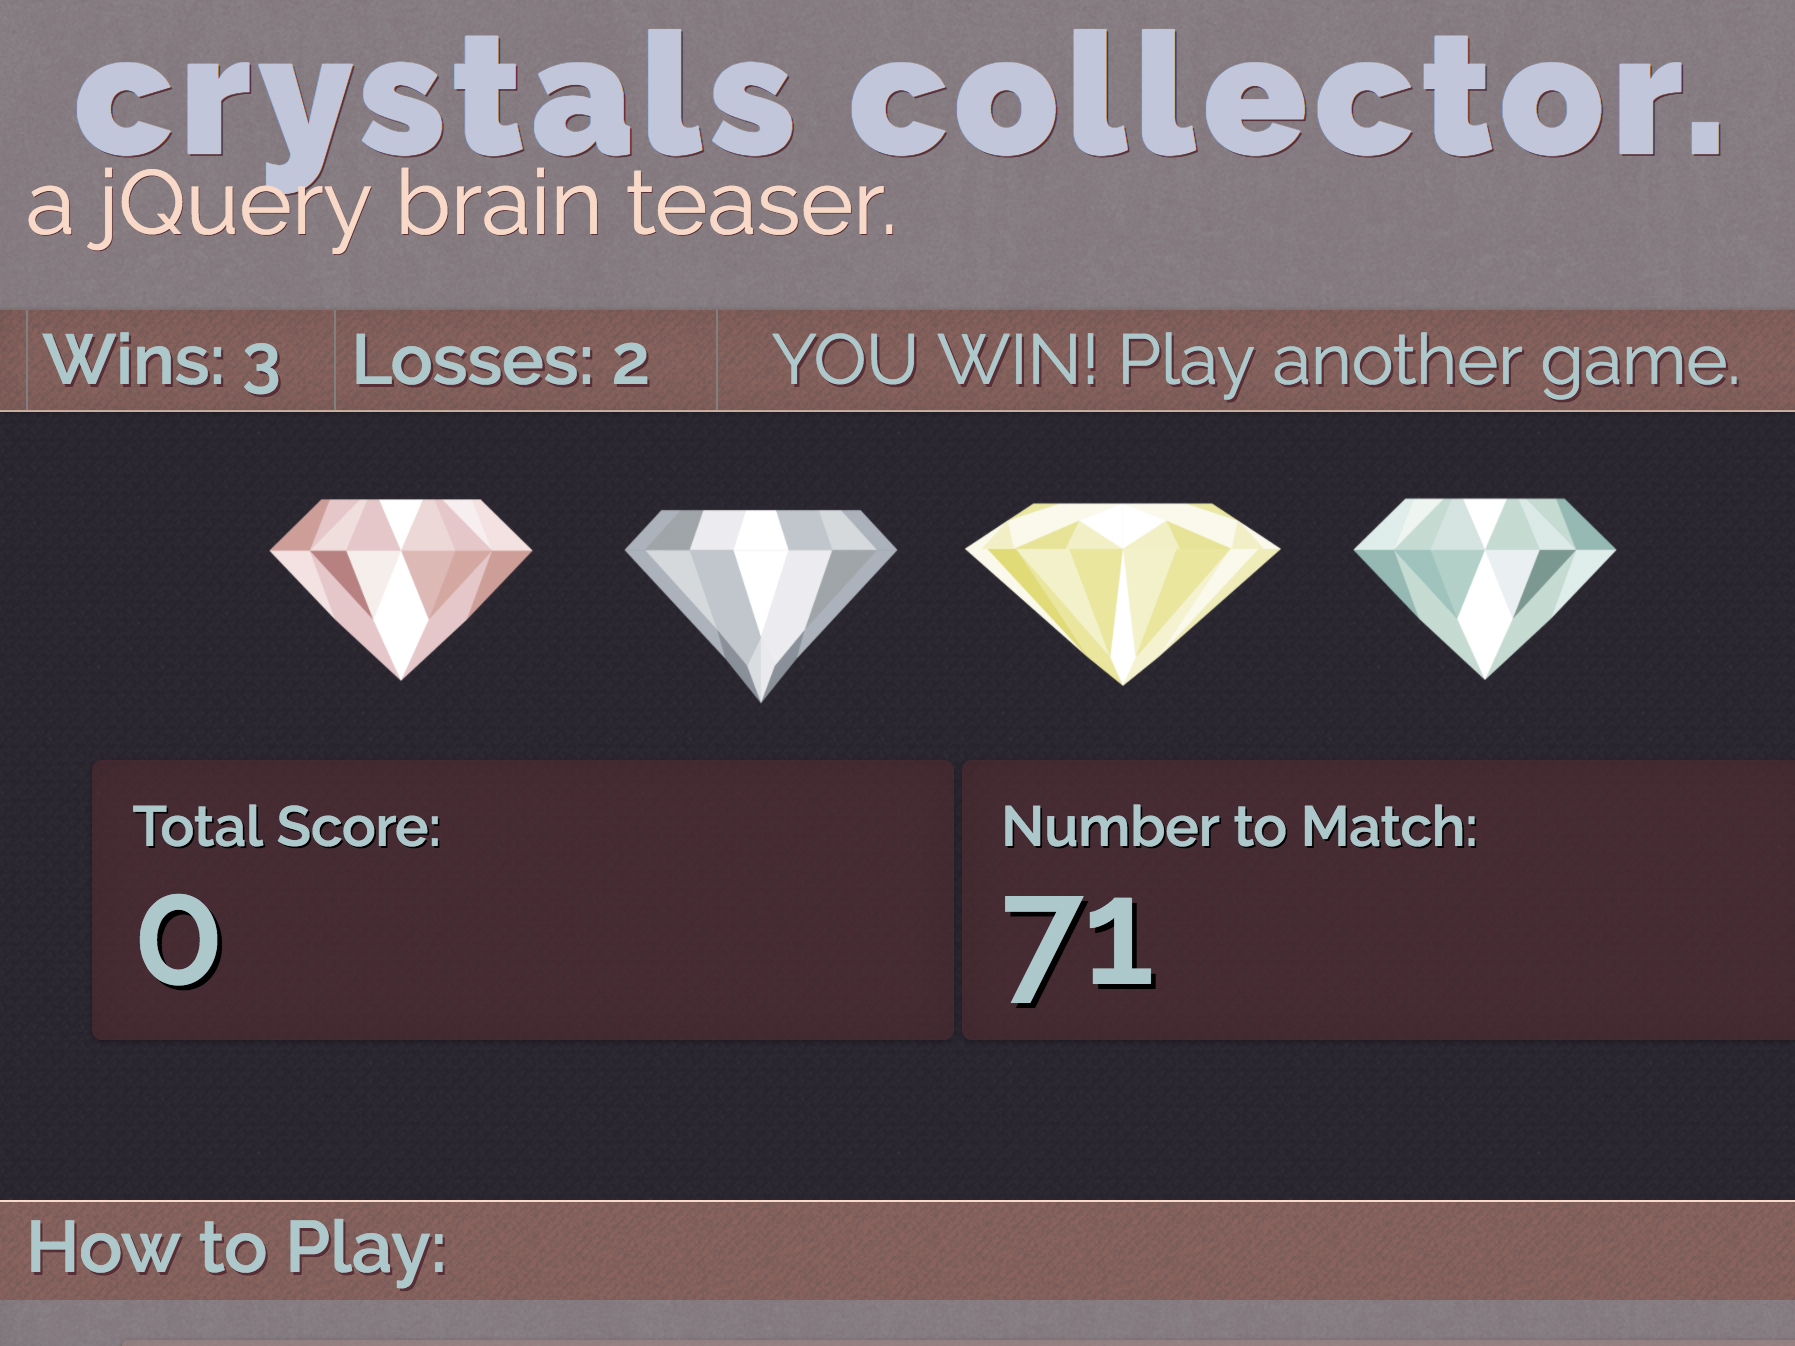 crystals collector.
a jQuery brain teaser.
Wins: 3 Losses: 2 YOU WIN! Play another game.
Total Score: Number to Match:
0 71
How to Play: